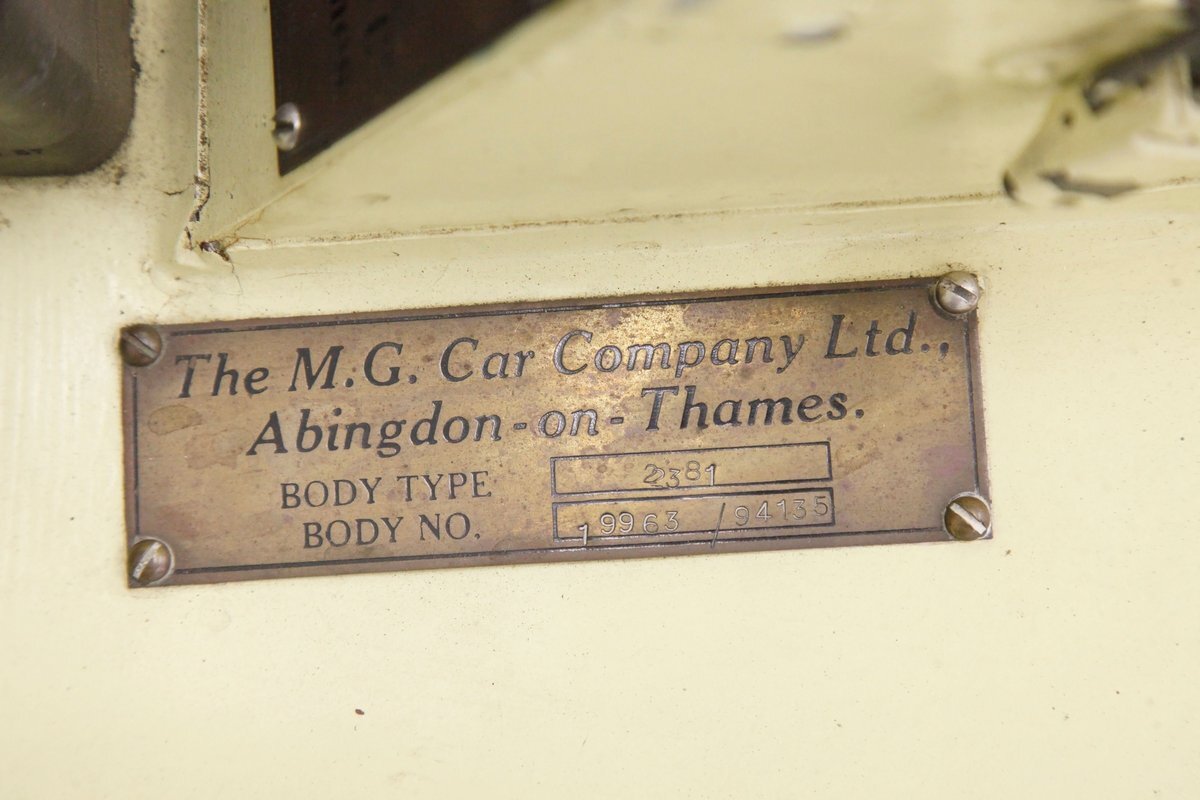 The M.G. Car Company Ltd.,
Abingdon-on-Thames.
BODY TYPE 2381
BODY NO. 19963 / 94135